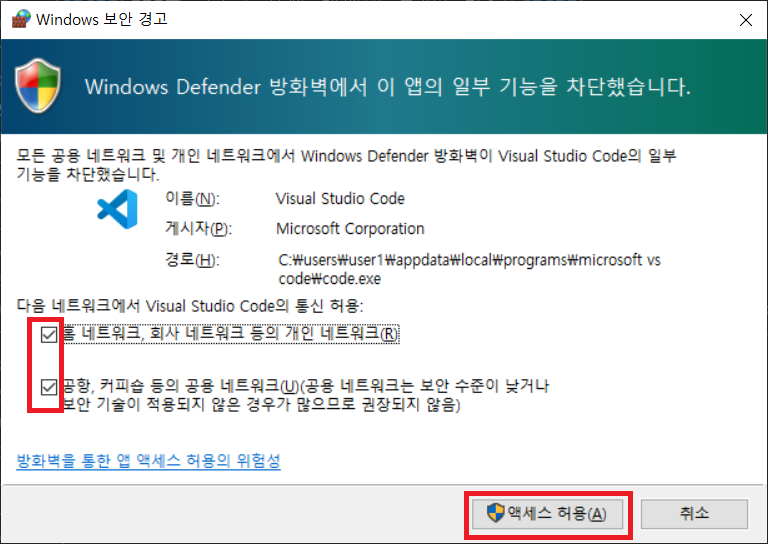 Windows 보안 경고
Windows Defender 방화벽에서 이 앱의 일부 기능을 차단했습니다.
모든 공용 네트워크 및 개인 네트워크에서 Windows Defender 방화벽이 Visual Studio Code의 일부
기능을 차단했습니다.
이름(N): Visual Studio Code
게시자(P): Microsoft Corporation
경로(H): C:₩users₩user1₩appdata₩local₩programs₩microsoft vs
code₩code.exe
다음 네트워크에서 Visual Studio Code의 통신 허용:
홈 네트워크, 회사 네트워크 등의 개인 네트워크(R)
공항, 커피숍 등의 공용 네트워크(U)(공용 네트워크는 보안 수준이 낮거나
보안 기술이 적용되지 않은 경우가 많으므로 권장되지 않음)
방화벽을 통한 앱 액세스 허용의 위험성
액세스 허용(A) 취소